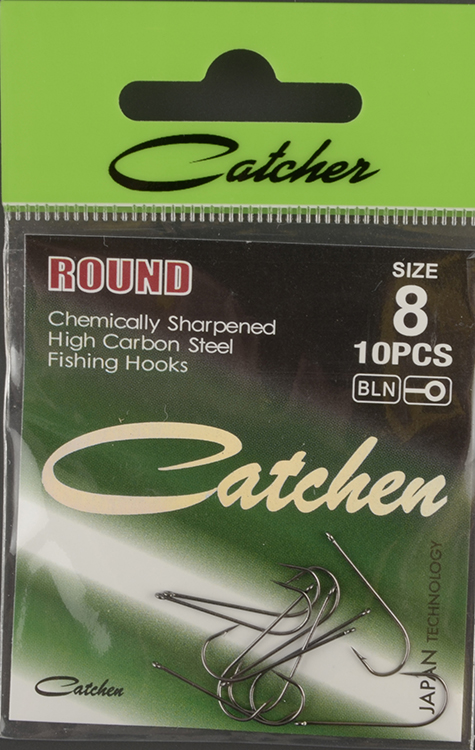 Catcher
ROUND
Chemically Sharpened
High Carbon Steel
Fishing Hooks
SIZE
8
10PCS
BLN
Catchen
JAPAN TECHNOLOGY
Catchen